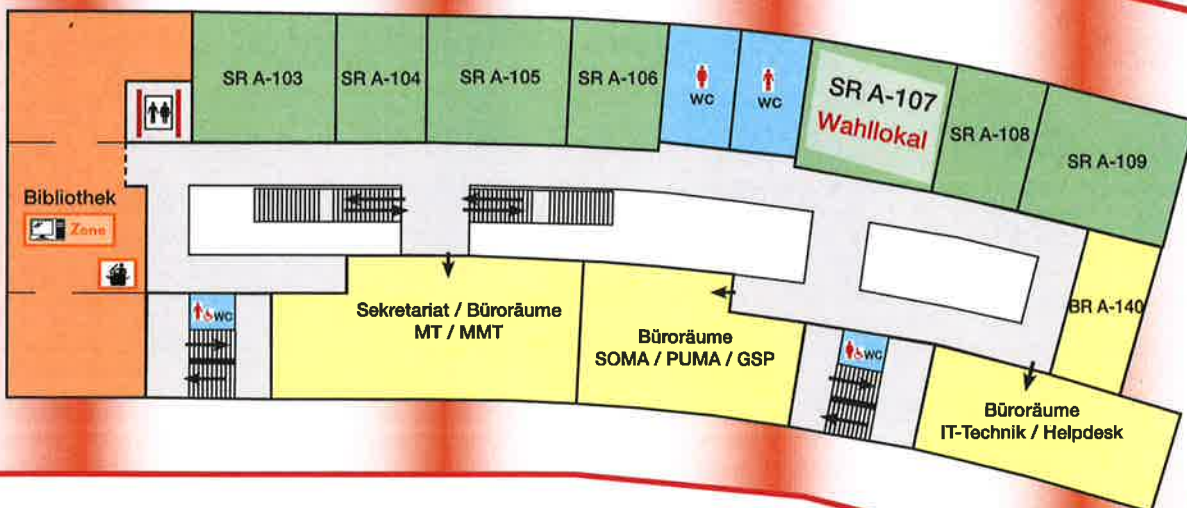 SR A-103
SR A-104
SR A-105
SR A-106
WC
WC
SR A-107
Wahllokal
SR A-108
SR A-109
Bibliothek
Zone
WC
Sekretariat / Büroräume
MT / MMT
Büroräume
SOMA / PUMA / GSP
WC
BR A-140
Büroräume
IT-Technik / Helpdesk